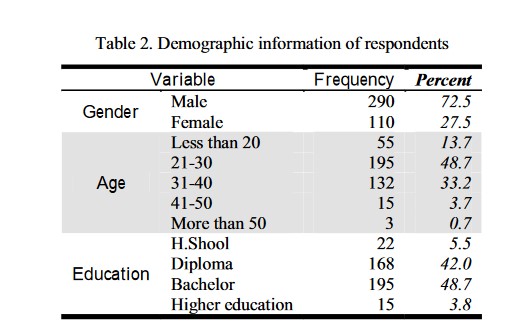 Table 2. Demographic information of respondents
Variable Frequency Percent
Gender Male 290 72.5
Female 110 27.5
Age Less than 20 55 13.7
21-30 195 48.7
31-40 132 33.2
41-50 15 3.7
More than 50 3 0.7
Education H.Shool 22 5.5
Diploma 168 42.0
Bachelor 195 48.7
Higher education 15 3.8